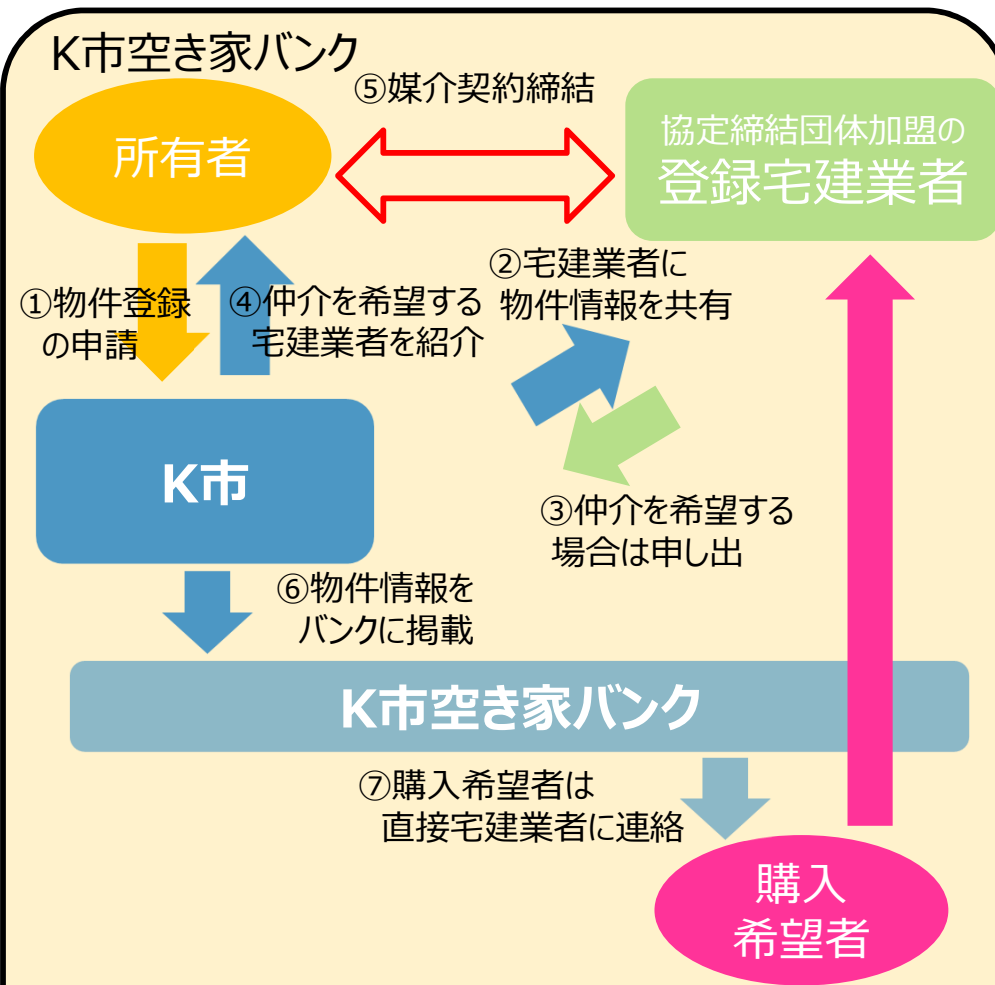 K市空き家バンク
⑤媒介契約締結
所有者
協定締結団体加盟の
登録宅建業者
①物件登録
の申請
④仲介を希望する
宅建業者を紹介
②宅建業者に
物件情報を共有
K市
③仲介を希望する
場合は申し出
⑥物件情報を
バンクに掲載
K市空き家バンク
⑦購入希望者は
直接宅建業者に連絡
購入
希望者